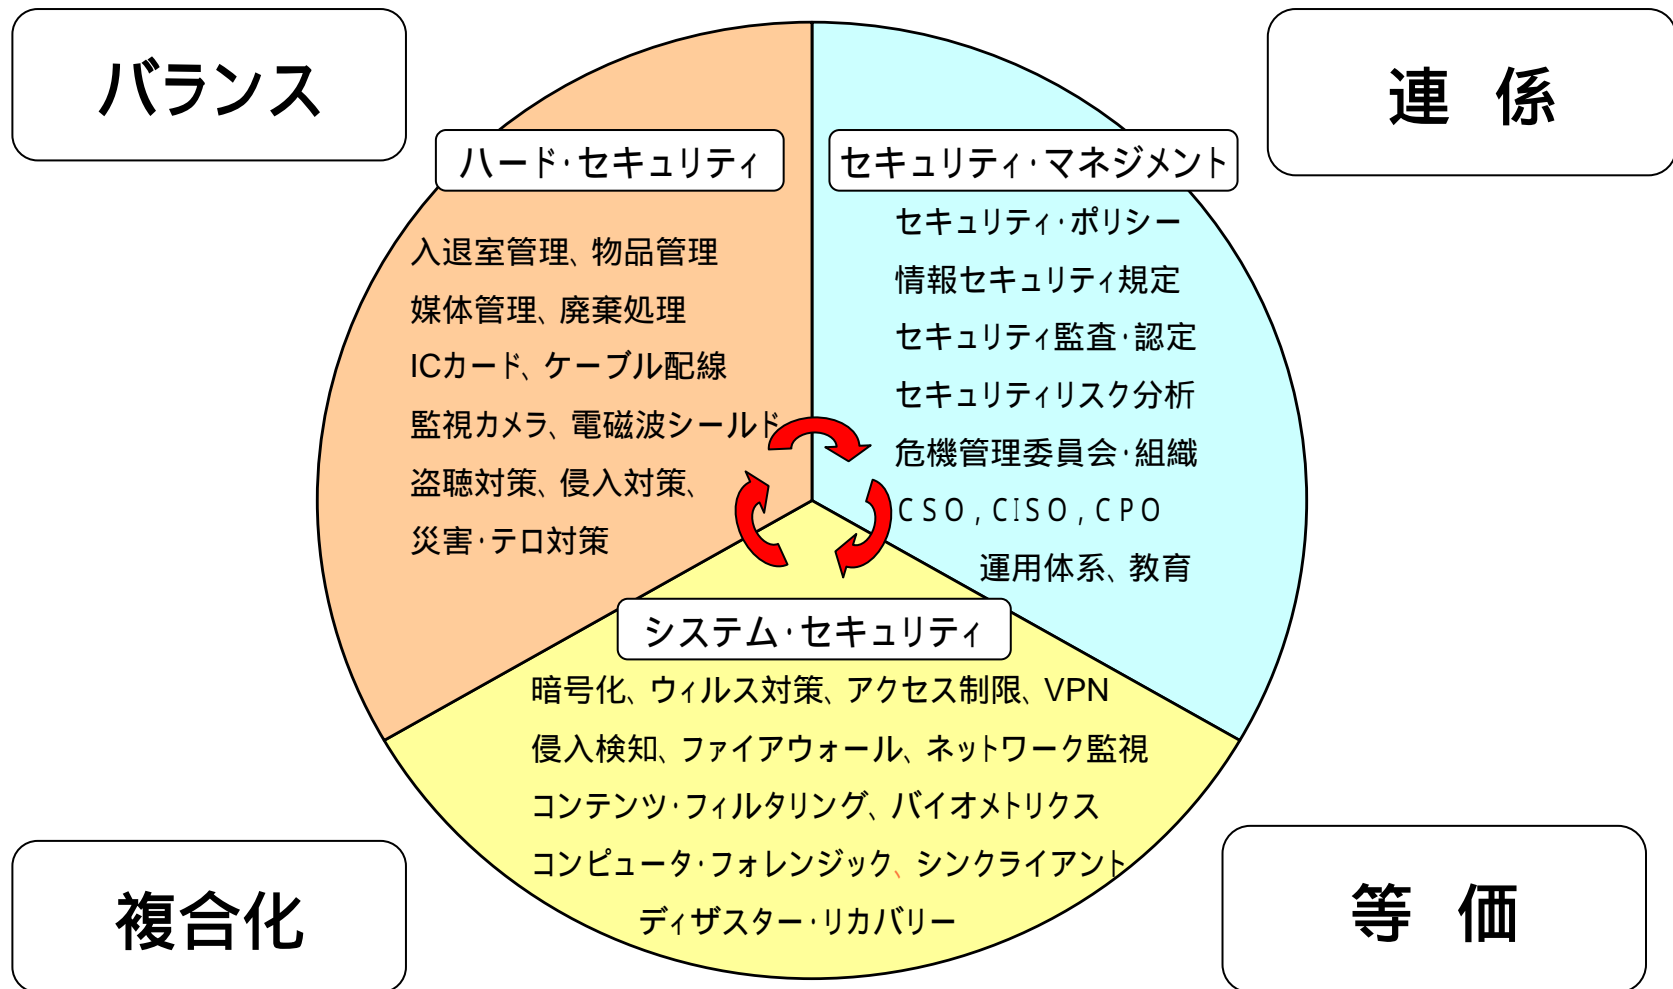 バランス
連 係
ハード・セキュリティ
入退室管理、物品管理
媒体管理、廃棄処理
ICカード、ケーブル配線
監視カメラ、電磁波シールド
盗聴対策、侵入対策、
災害・テロ対策
セキュリティ・マネジメント
セキュリティ・ポリシー
情報セキュリティ規定
セキュリティ監査・認定
セキュリティリスク分析
危機管理委員会・組織
CSO,CISO,CPO
運用体系、教育
システム・セキュリティ
暗号化、ウィルス対策、アクセス制限、VPN
侵入検知、ファイアウォール、ネットワーク監視
コンテンツ・フィルタリング、バイオメトリクス
コンピュータ・フォレンジック、シンクライアント
ディザスター・リカバリー
複合化
等 価